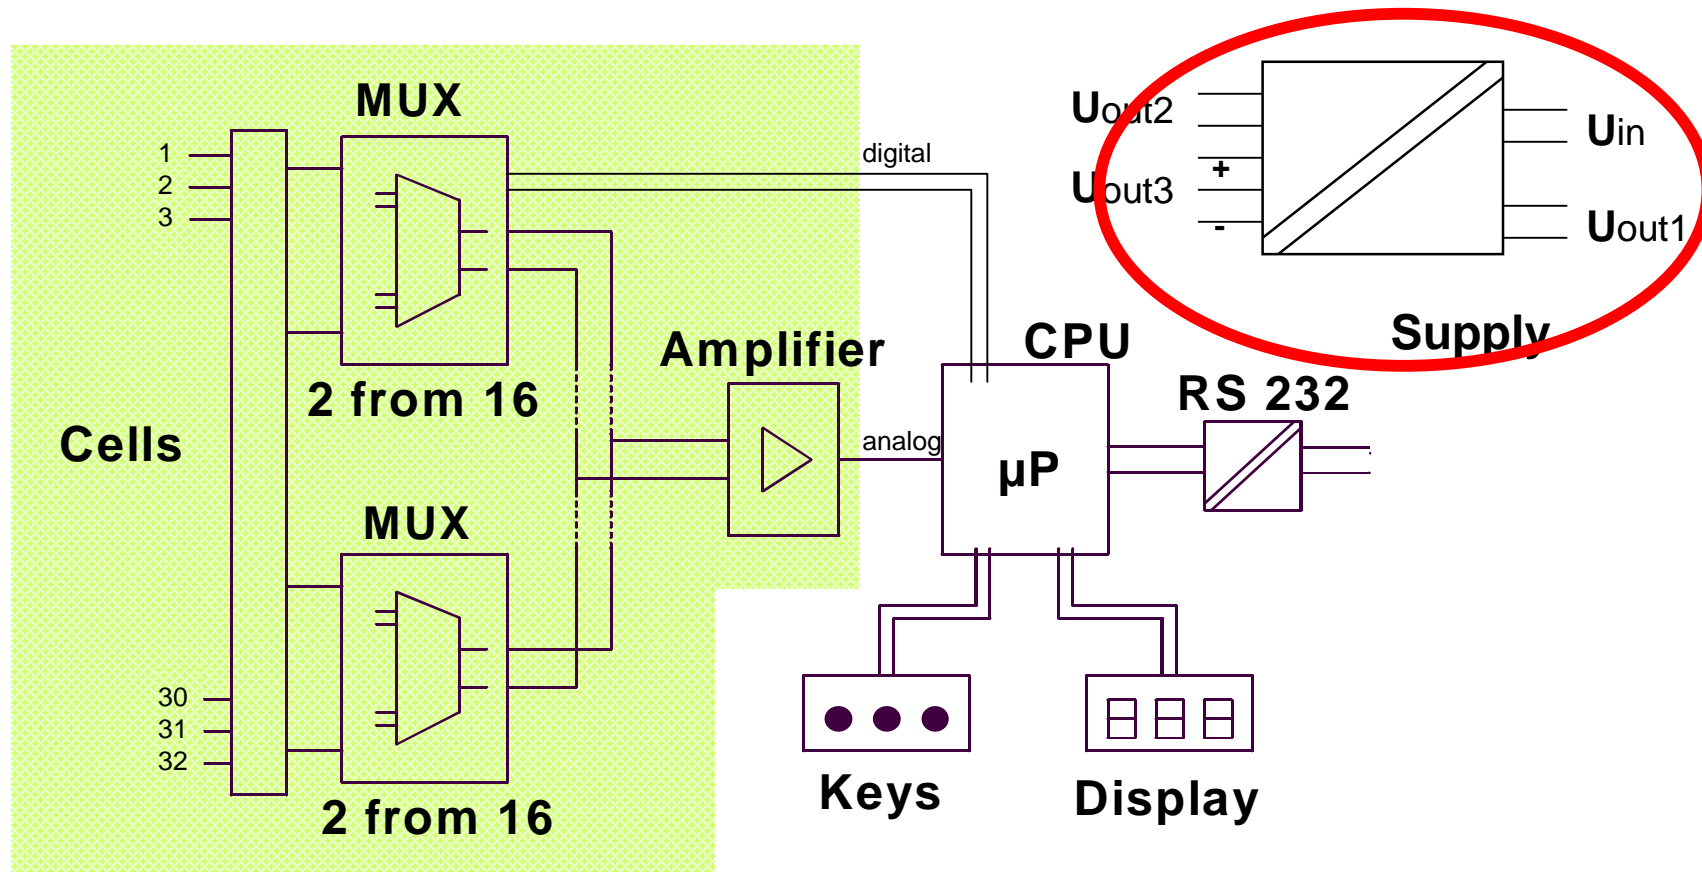 MUX
1
2
3
digital
Uout2
+
Uout3
-
Uin
Uout1
Supply
Amplifier
CPU
2 from 16
RS 232
Cells
analog
µP
MUX
30
31
32
2 from 16
Keys
Display